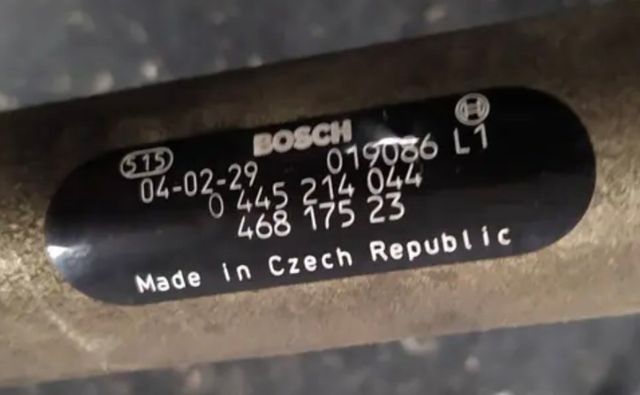 BOSCH
515 019086 L1
04-02-29
0 445 214 044
468 175 23
Made in Czech Republic